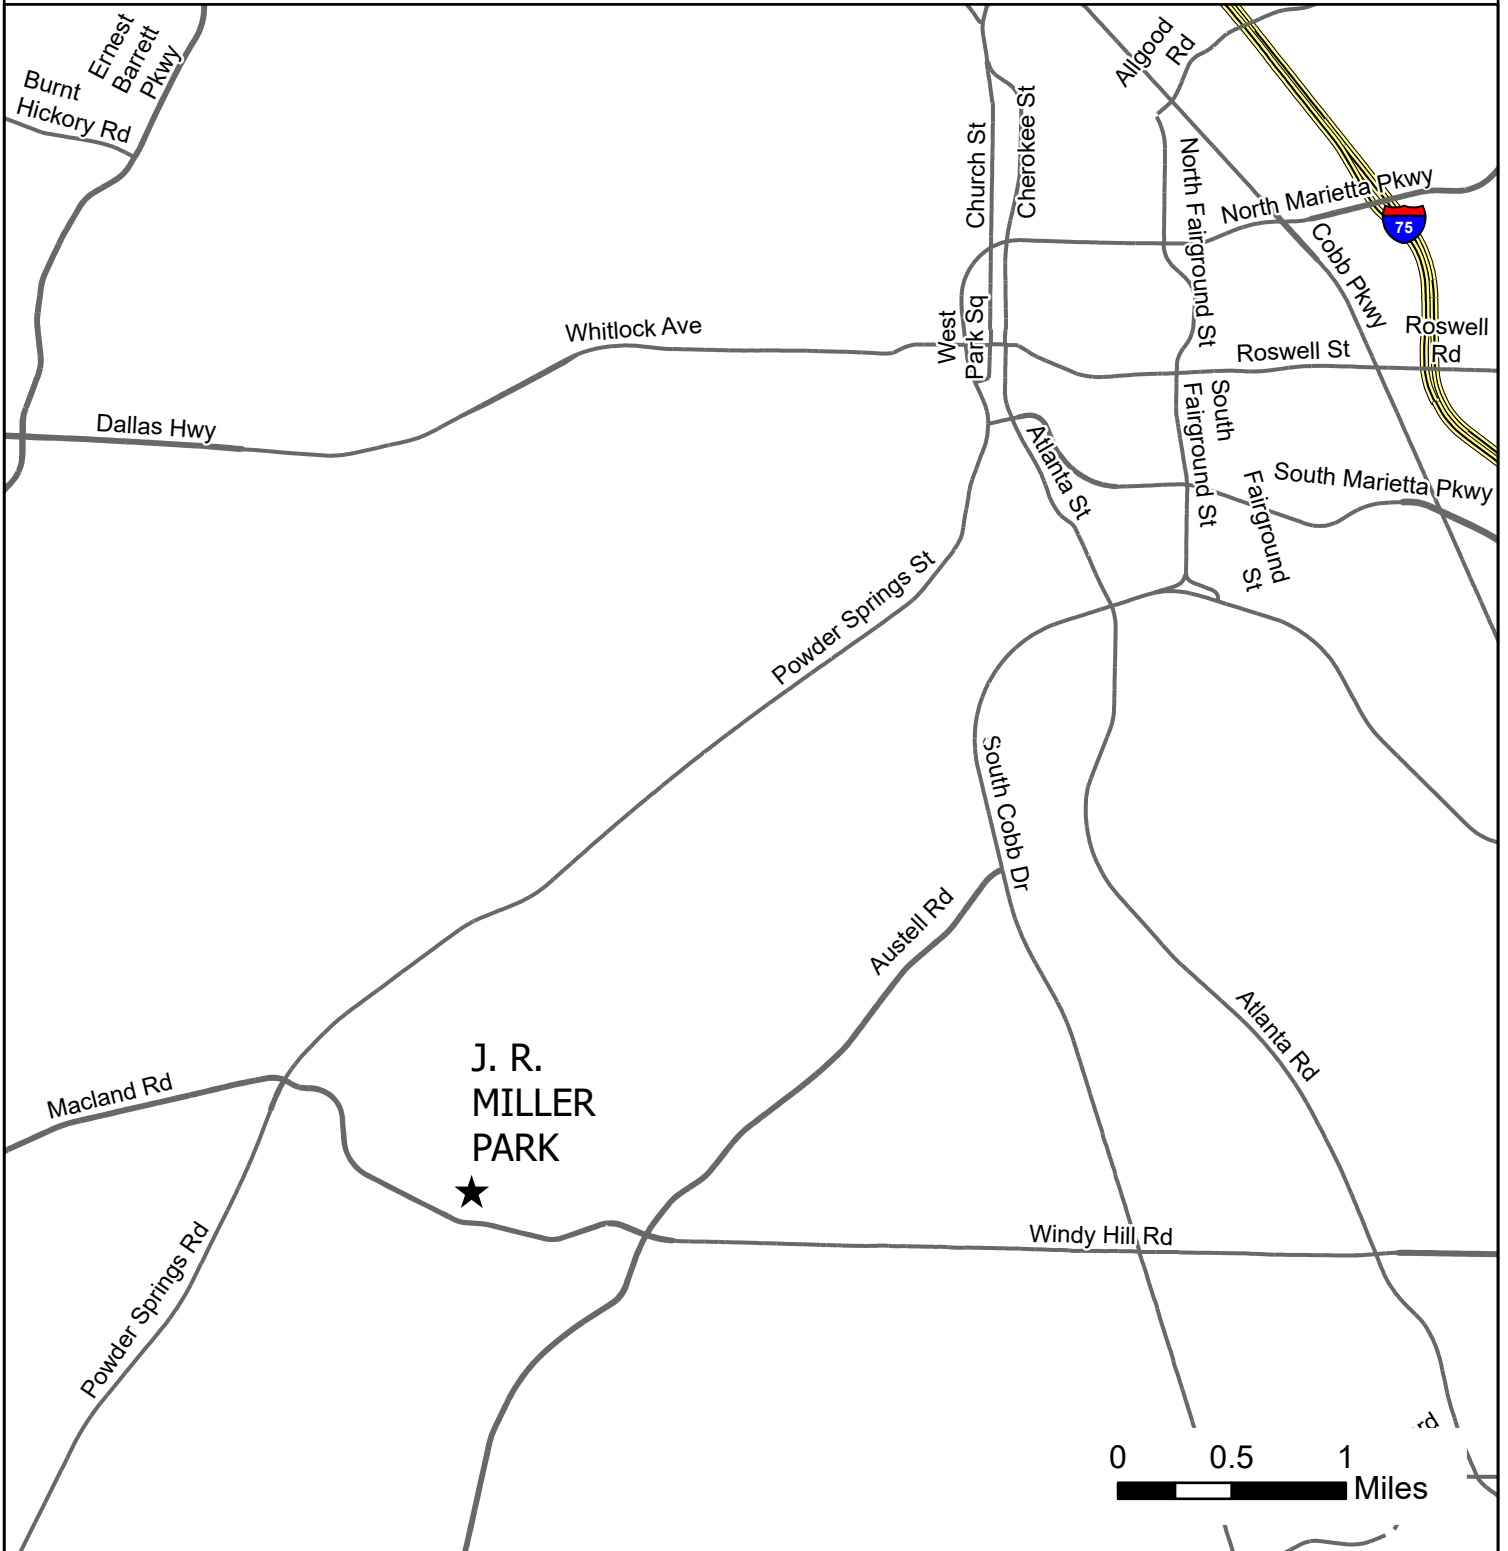 Ernest
Barrett
Pkwy
Burnt
Hickory Rd
Allgood
Rd
Church St
Cherokee St
North Fairground St
North Marietta Pkwy
75
Cobb Pkwy
Whitlock Ave
West
Park Sq
Roswell St
Roswell
Rd
Dallas Hwy
Atlanta St
South
Fairground St
Fairground
St
South Marietta Pkwy
Powder Springs St
South Cobb Dr
Austell Rd
Atlanta Rd
J. R.
MILLER
PARK
Macland Rd
Powder Springs Rd
Windy Hill Rd
0 0.5 1
Miles